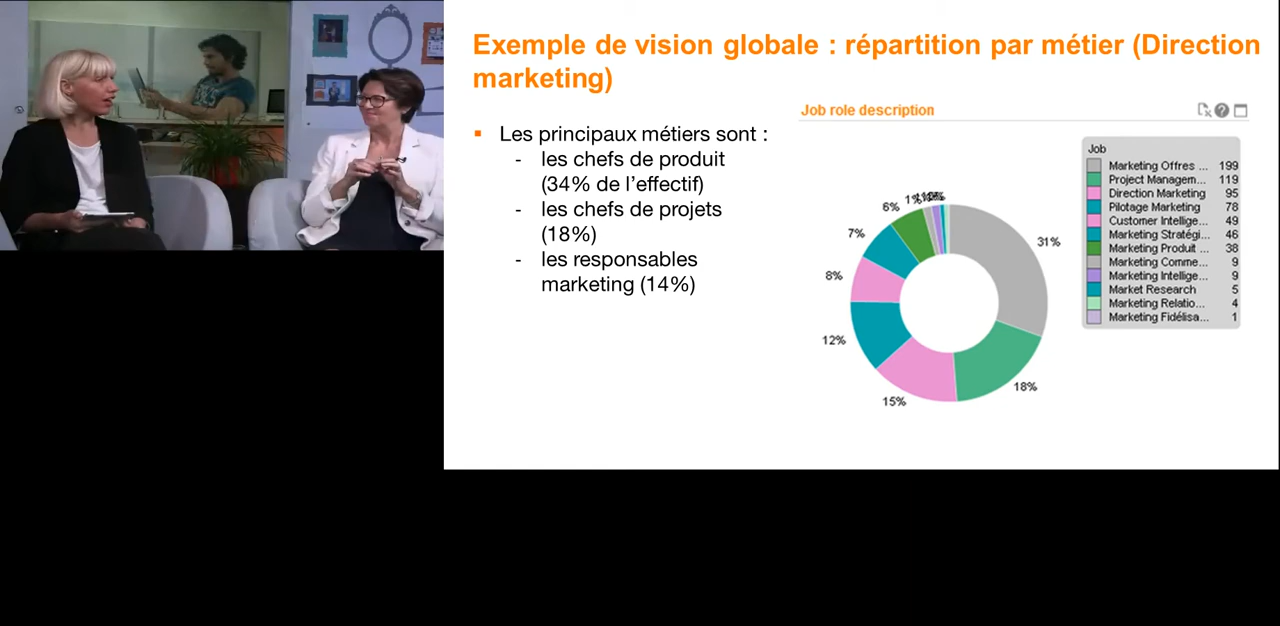 Exemple de vision globale : répartition par métier (Direction
marketing)
Job role description
▪ Les principaux métiers sont :
- les chefs de produit
(34% de l'effectif)
- les chefs de projets
(18%)
- les responsables
marketing (14%)
31%
18%
15%
12%
8%
7%
6%
1%
Job
Marketing Offres ... 199
Project Managem... 119
Direction Marketing 95
Pilotage Marketing 78
Customer Intellige... 49
Marketing Stratégi... 46
Marketing Produit ... 38
Marketing Comme... 9
Marketing Intellige... 9
Market Research 5
Marketing Relatio... 4
Marketing Fidélisa... 1